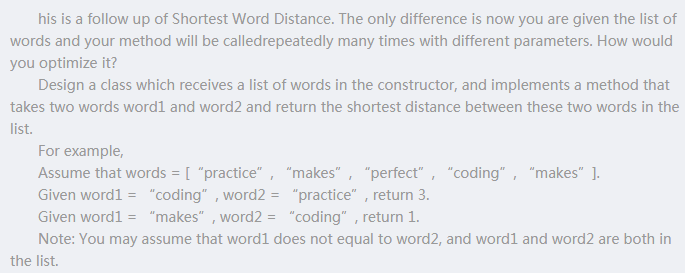 his is a follow up of Shortest Word Distance. The only difference is now you are given the list of
words and your method will be calledrepeatedly many times with different parameters. How would
you optimize it?
Design a class which receives a list of words in the constructor, and implements a method that
takes two words word1 and word2 and return the shortest distance between these two words in the
list.
For example,
Assume that words = [ “practice” , “makes” , “perfect” , “coding” , “makes” ].
Given word1 = “coding” , word2 = “practice” , return 3.
Given word1 = “makes” , word2 = “coding” , return 1.
Note: You may assume that word1 does not equal to word2, and word1 and word2 are both in
the list.